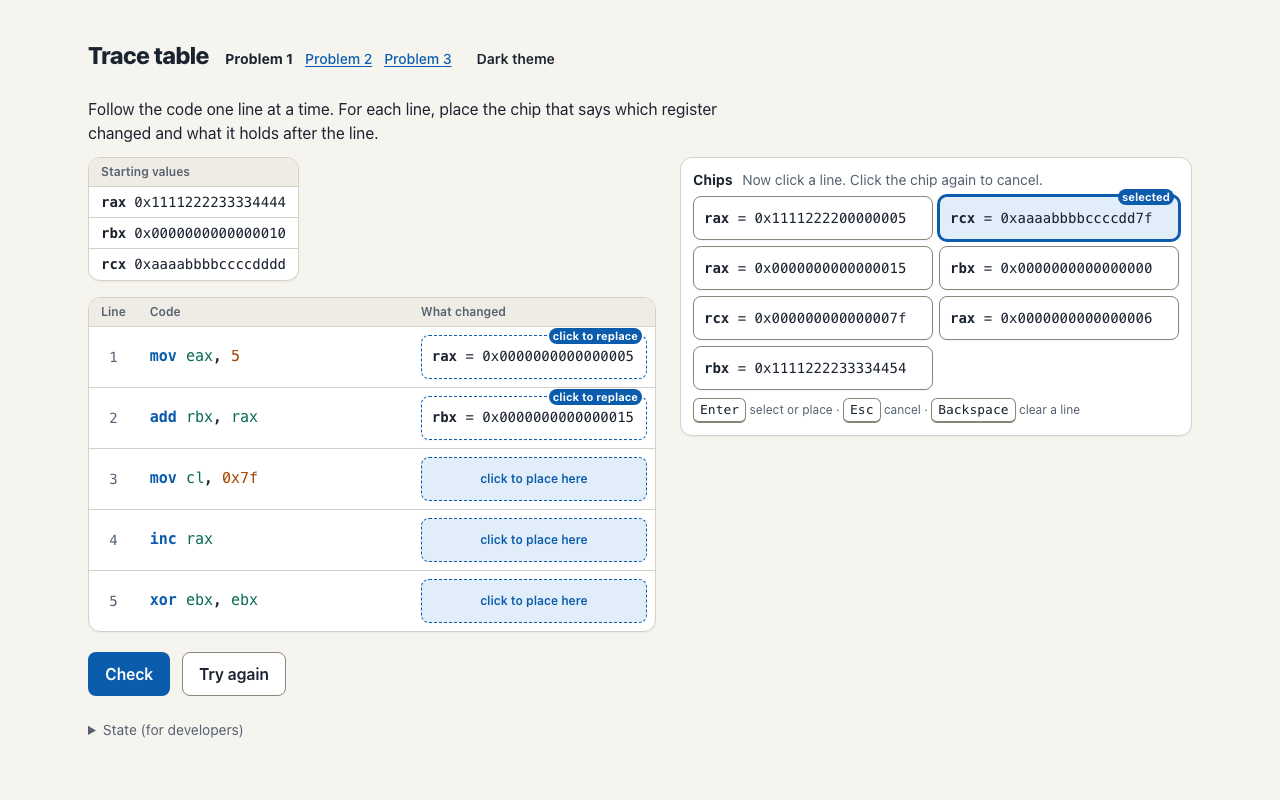 Trace table Problem 1 Problem 2 Problem 3 Dark theme
Follow the code one line at a time. For each line, place the chip that says which register
changed and what it holds after the line.
Starting values
rax 0x1111222233334444
rbx 0x0000000000000010
rcx 0xaaaabbbbccccdddd
Line Code What changed
click to replace
1 mov eax, 5 rax = 0x0000000000000005
click to replace
2 add rbx, rax rbx = 0x0000000000000015
3 mov cl, 0x7f click to place here
4 inc rax click to place here
5 xor ebx, ebx click to place here
Check Try again
State (for developers)
Chips Now click a line. Click the chip again to cancel.
selected
rax = 0x1111222200000005 rcx = 0xaaaabbbbccccdd7f
rax = 0x0000000000000015 rbx = 0x0000000000000000
rcx = 0x000000000000007f rax = 0x0000000000000006
rbx = 0x1111222233334454
Enter select or place · Esc cancel · Backspace clear a line